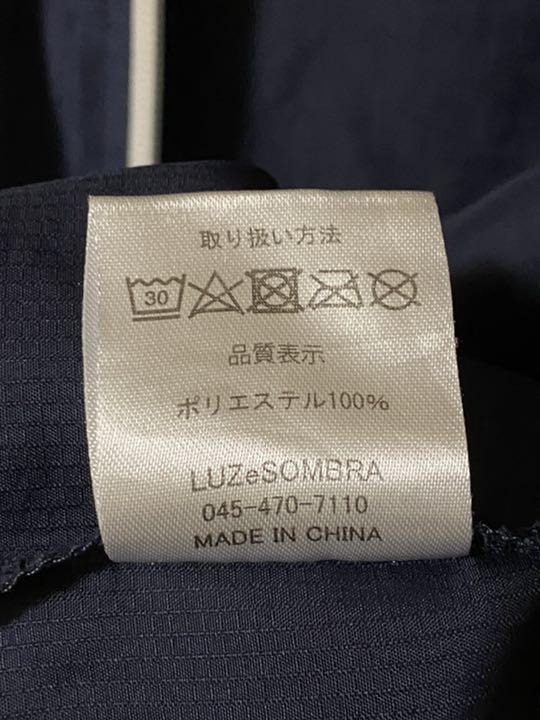 取り扱い方法
30
品質表示
ポリエステル100%
LUZeSOMBRA
045-470-7110
MADE IN CHINA